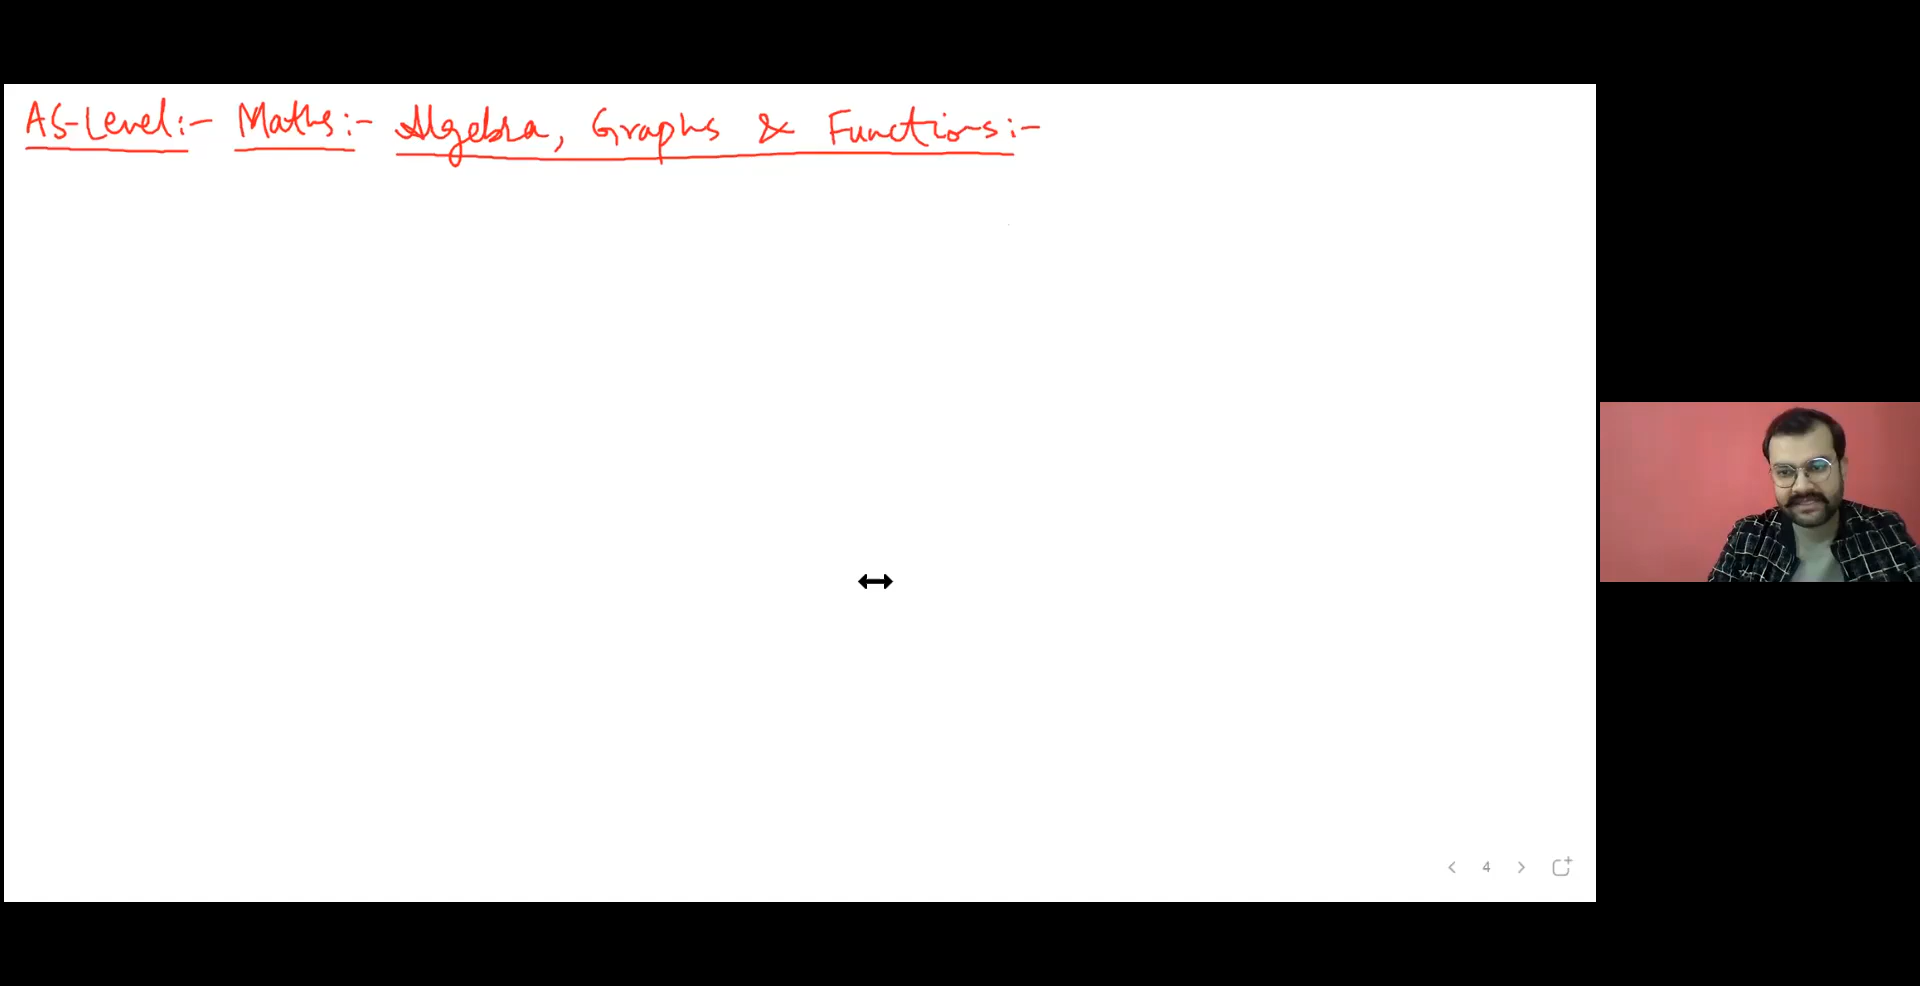 AS-Level:- Maths:- Algebra, Graphs & Functions:-
4